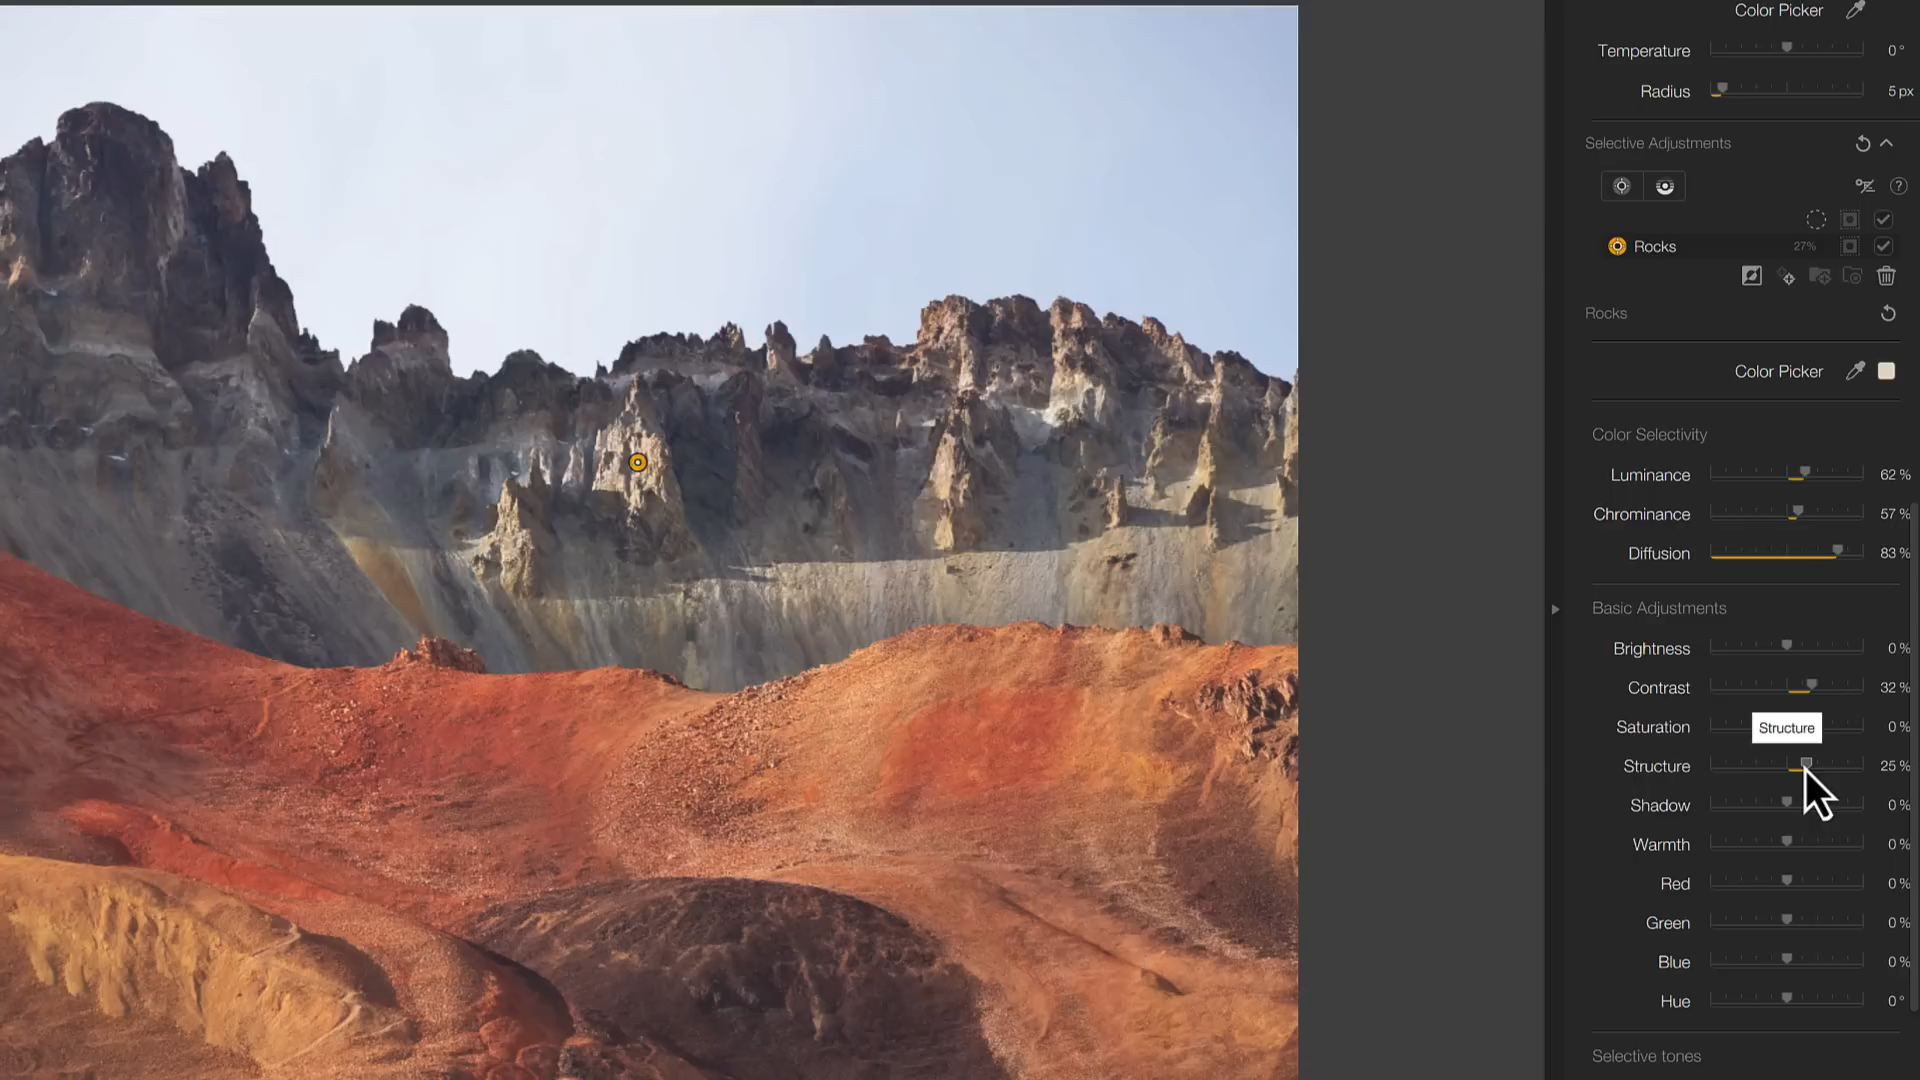 Color Picker
Temperature 0°
Radius 5 px
Selective Adjustments
?
Rocks 27%
Rocks
Color Picker
Color Selectivity
Luminance 62 %
Chrominance 57 %
Diffusion 83 %
Basic Adjustments
Brightness 0 %
Contrast 32 %
Saturation 0 %
Structure
Structure 25 %
Shadow 0 %
Warmth 0 %
Red 0 %
Green 0 %
Blue 0 %
Hue 0°
Selective tones